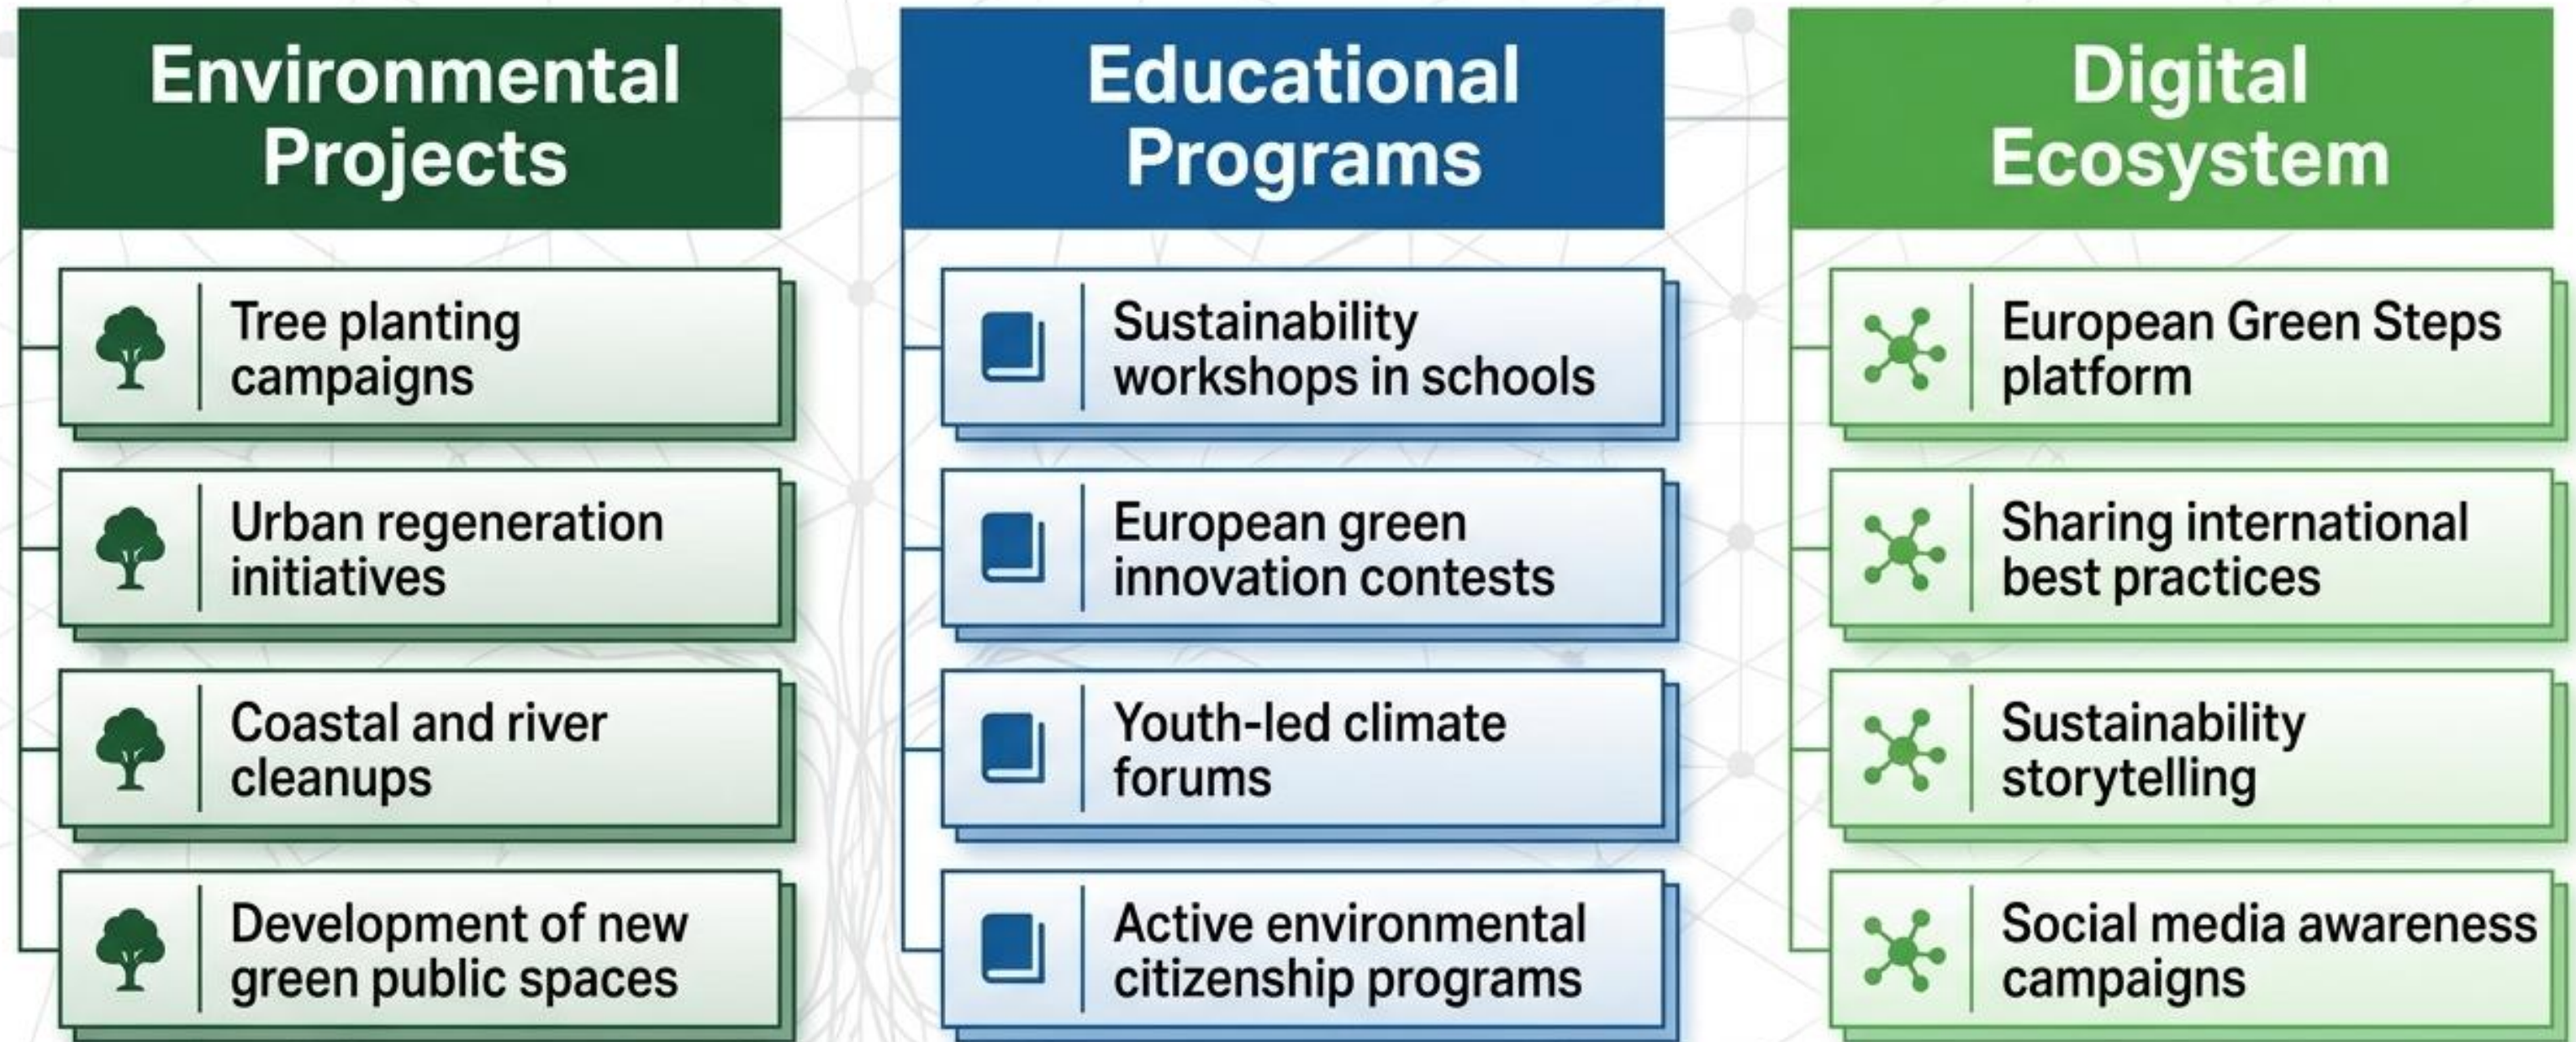 Environmental
Projects
Tree planting
campaigns
Urban regeneration
initiatives
Coastal and river
cleanups
Development of new
green public spaces
Educational
Programs
Sustainability
workshops in schools
European green
innovation contests
Youth-led climate
forums
Active environmental
citizenship programs
Digital
Ecosystem
European Green Steps
platform
Sharing international
best practices
Sustainability
storytelling
Social media awareness
campaigns